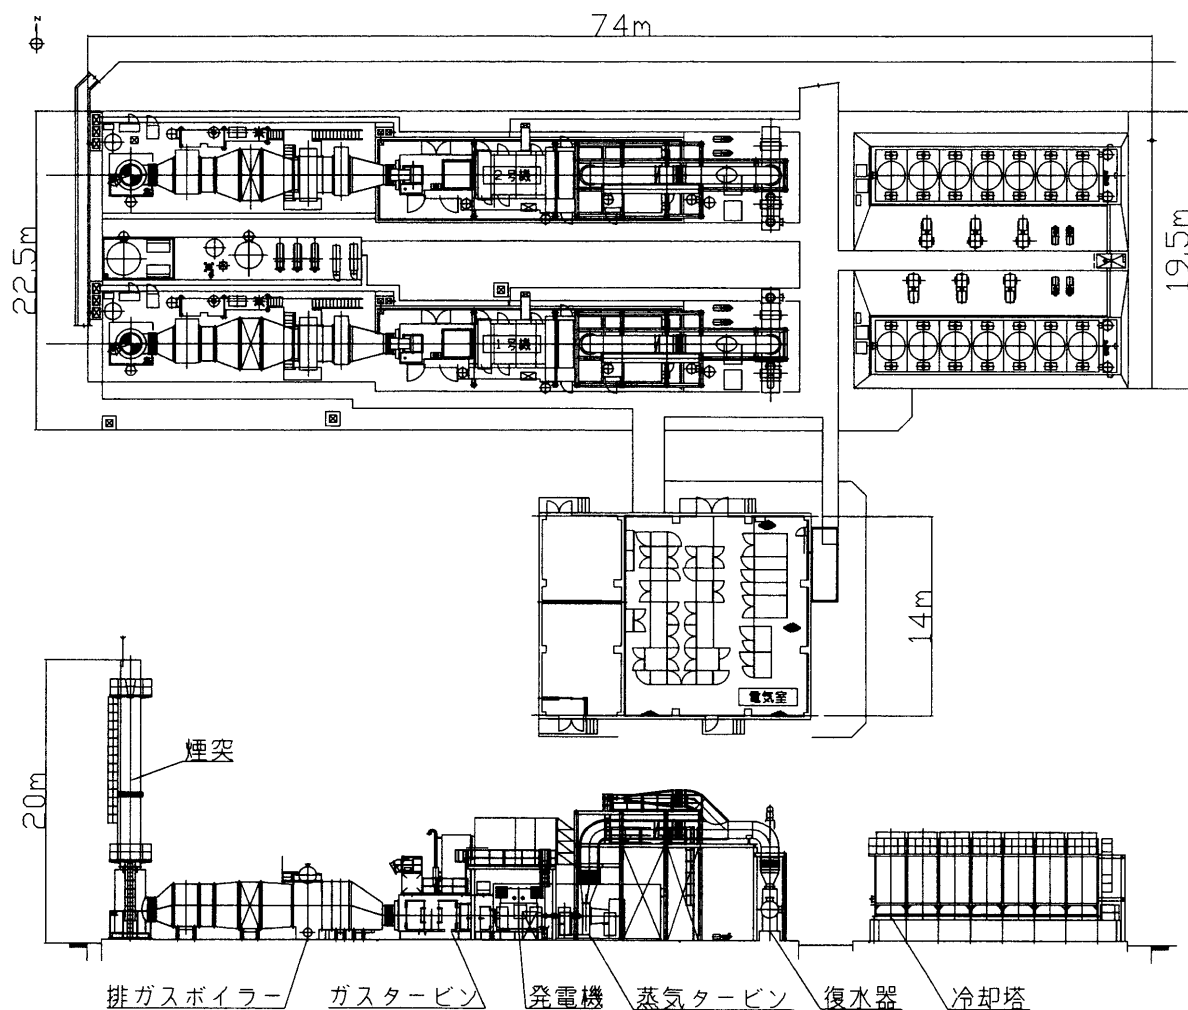 N
74m
2号機
22.5m
19.5m
1号機
14m
電気室
20m
煙突
排ガスボイラー
ガスタービン
発電機
蒸気タービン
復水器
冷却塔